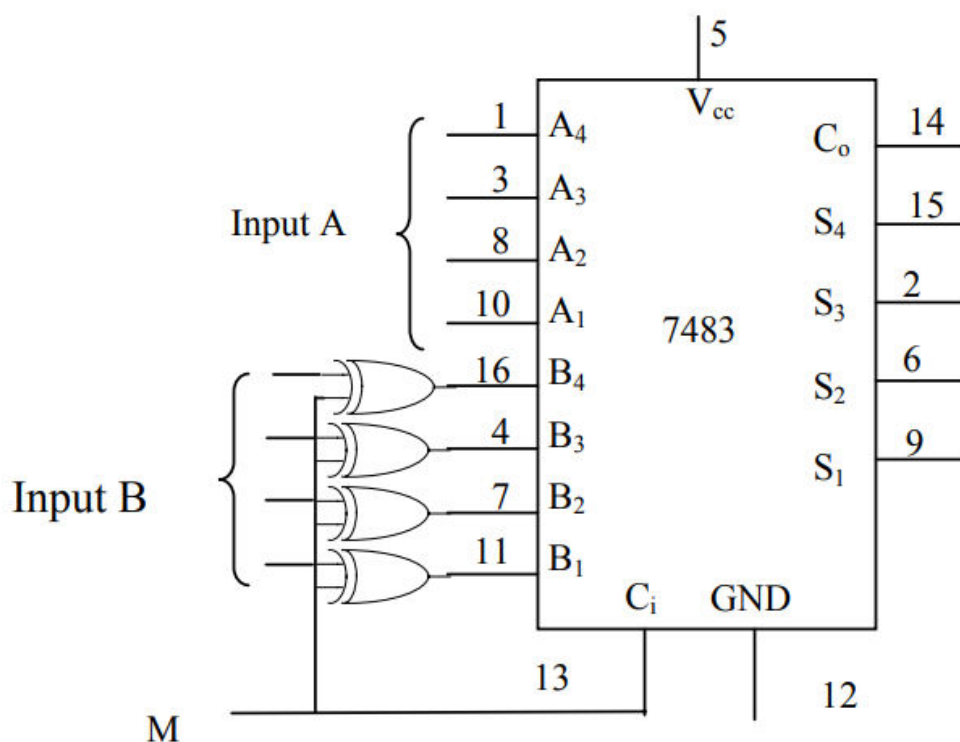 5
Vcc
1 A4
Co 14
3 A3
S4 15
Input A
8 A2
S3 2
10 A1
7483
16 B4
S2 6
4 B3
S1 9
Input B
7 B2
11 B1
Ci GND
13
12
M